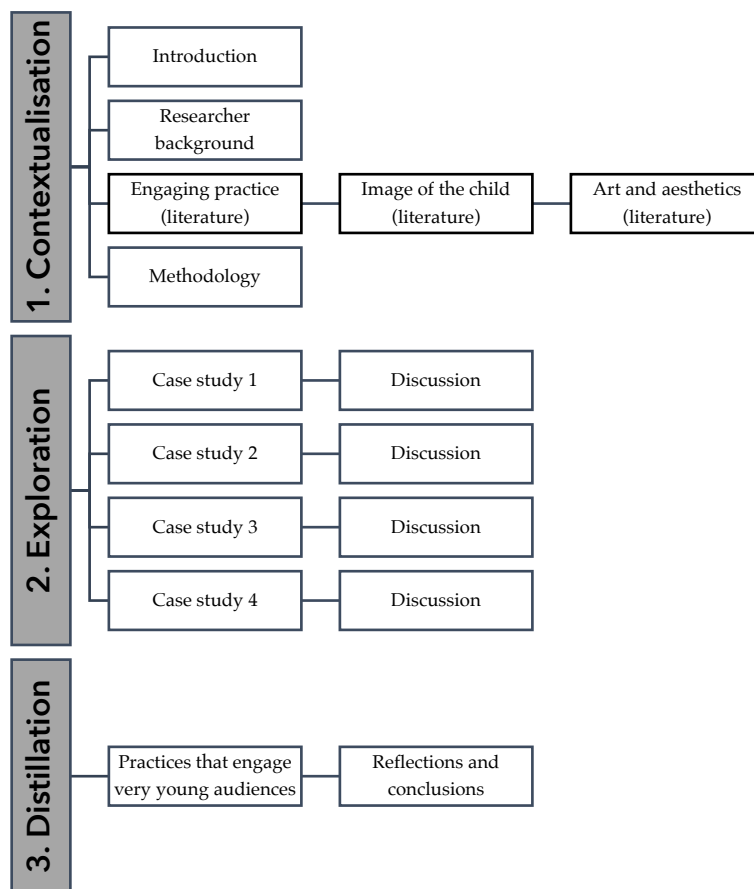 1. Contextualisation
Introduction
Researcher
background
Engaging practice
(literature)
Image of the child
(literature)
Art and aesthetics
(literature)
Methodology
2. Exploration
Case study 1
Discussion
Case study 2
Discussion
Case study 3
Discussion
Case study 4
Discussion
3. Distillation
Practices that engage
very young audiences
Reflections and
conclusions